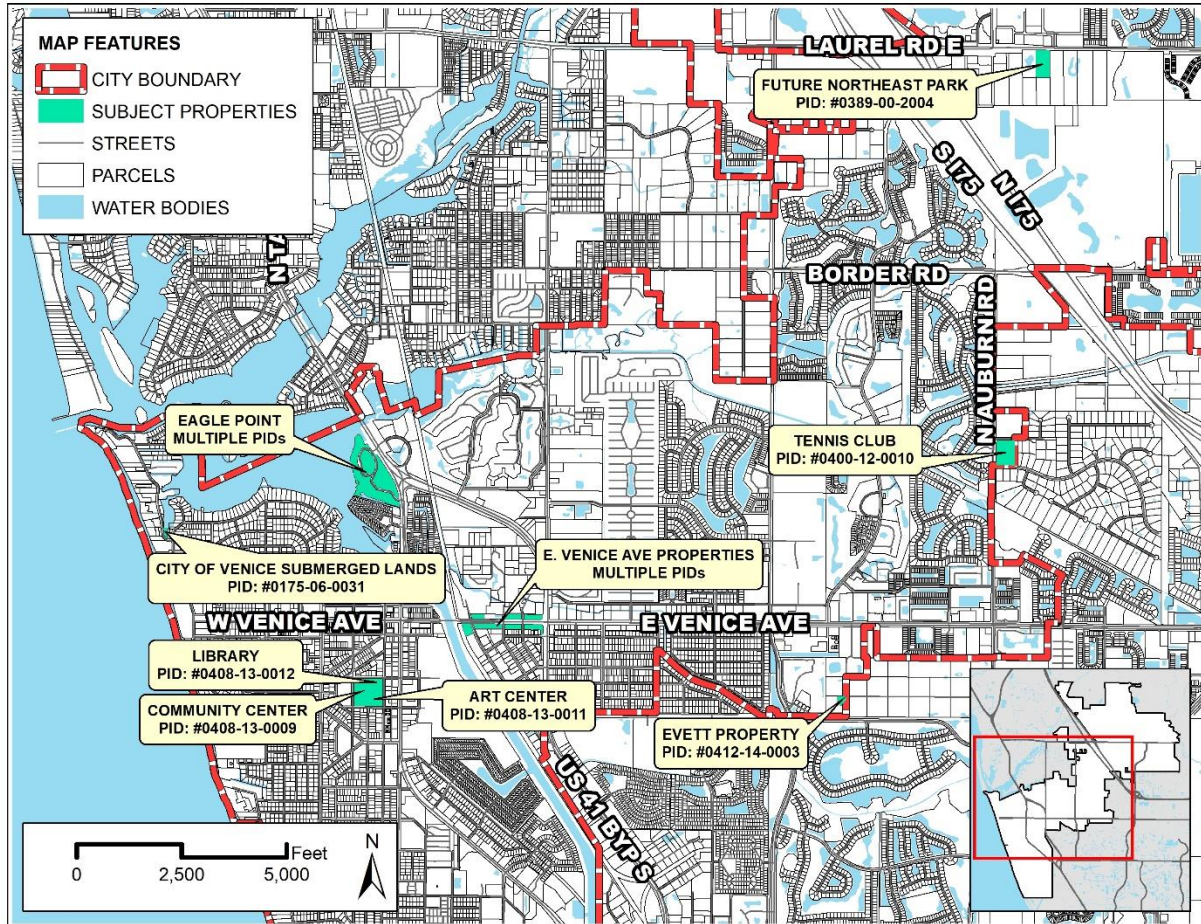 MAP FEATURES
CITY BOUNDARY
SUBJECT PROPERTIES
STREETS
PARCELS
WATER BODIES
LAUREL RD E
FUTURE NORTHEAST PARK
PID: #0389-00-2004
S I75
N I75
BORDER RD
N AUBURN RD
EAGLE POINT
MULTIPLE PIDs
TENNIS CLUB
PID: #0400-12-0010
CITY OF VENICE SUBMERGED LANDS
PID: #0175-06-0031
E. VENICE AVE PROPERTIES
MULTIPLE PIDs
W VENICE AVE
E VENICE AVE
LIBRARY
PID: #0408-13-0012
COMMUNITY CENTER
PID: #0408-13-0009
ART CENTER
PID: #0408-13-0011
EVETT PROPERTY
PID: #0412-14-0003
US 41 BYP S
Feet
0 2,500 5,000
N